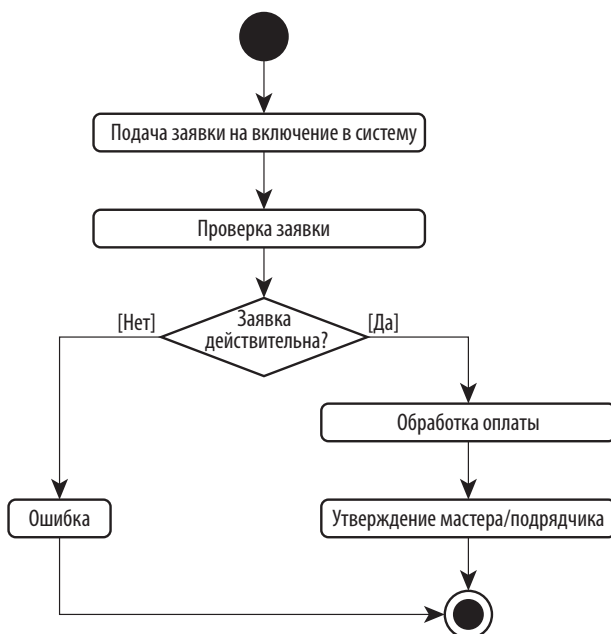 Подача заявки на включение в систему
Проверка заявки
[Нет]
Заявка
действительна?
[Да]
Обработка оплаты
Ошибка
Утверждение мастера/подрядчика